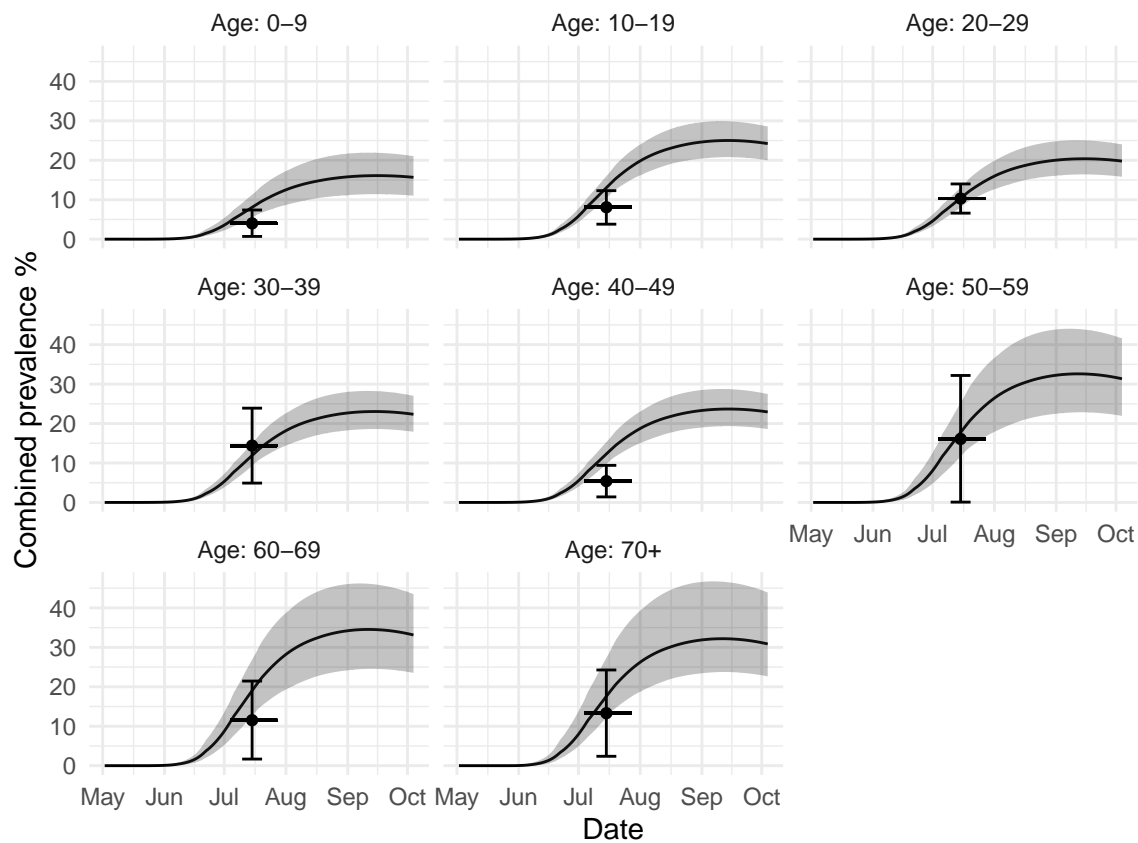 Age: 0–9 Age: 10–19 Age: 20–29
40
30
20
10
0
Age: 30–39 Age: 40–49 Age: 50–59
40
30
20
10
0
May Jun Jul Aug Sep Oct
Age: 60–69 Age: 70+
40
30
20
10
0
May Jun Jul Aug Sep Oct May Jun Jul Aug Sep Oct
Date
Combined prevalence %